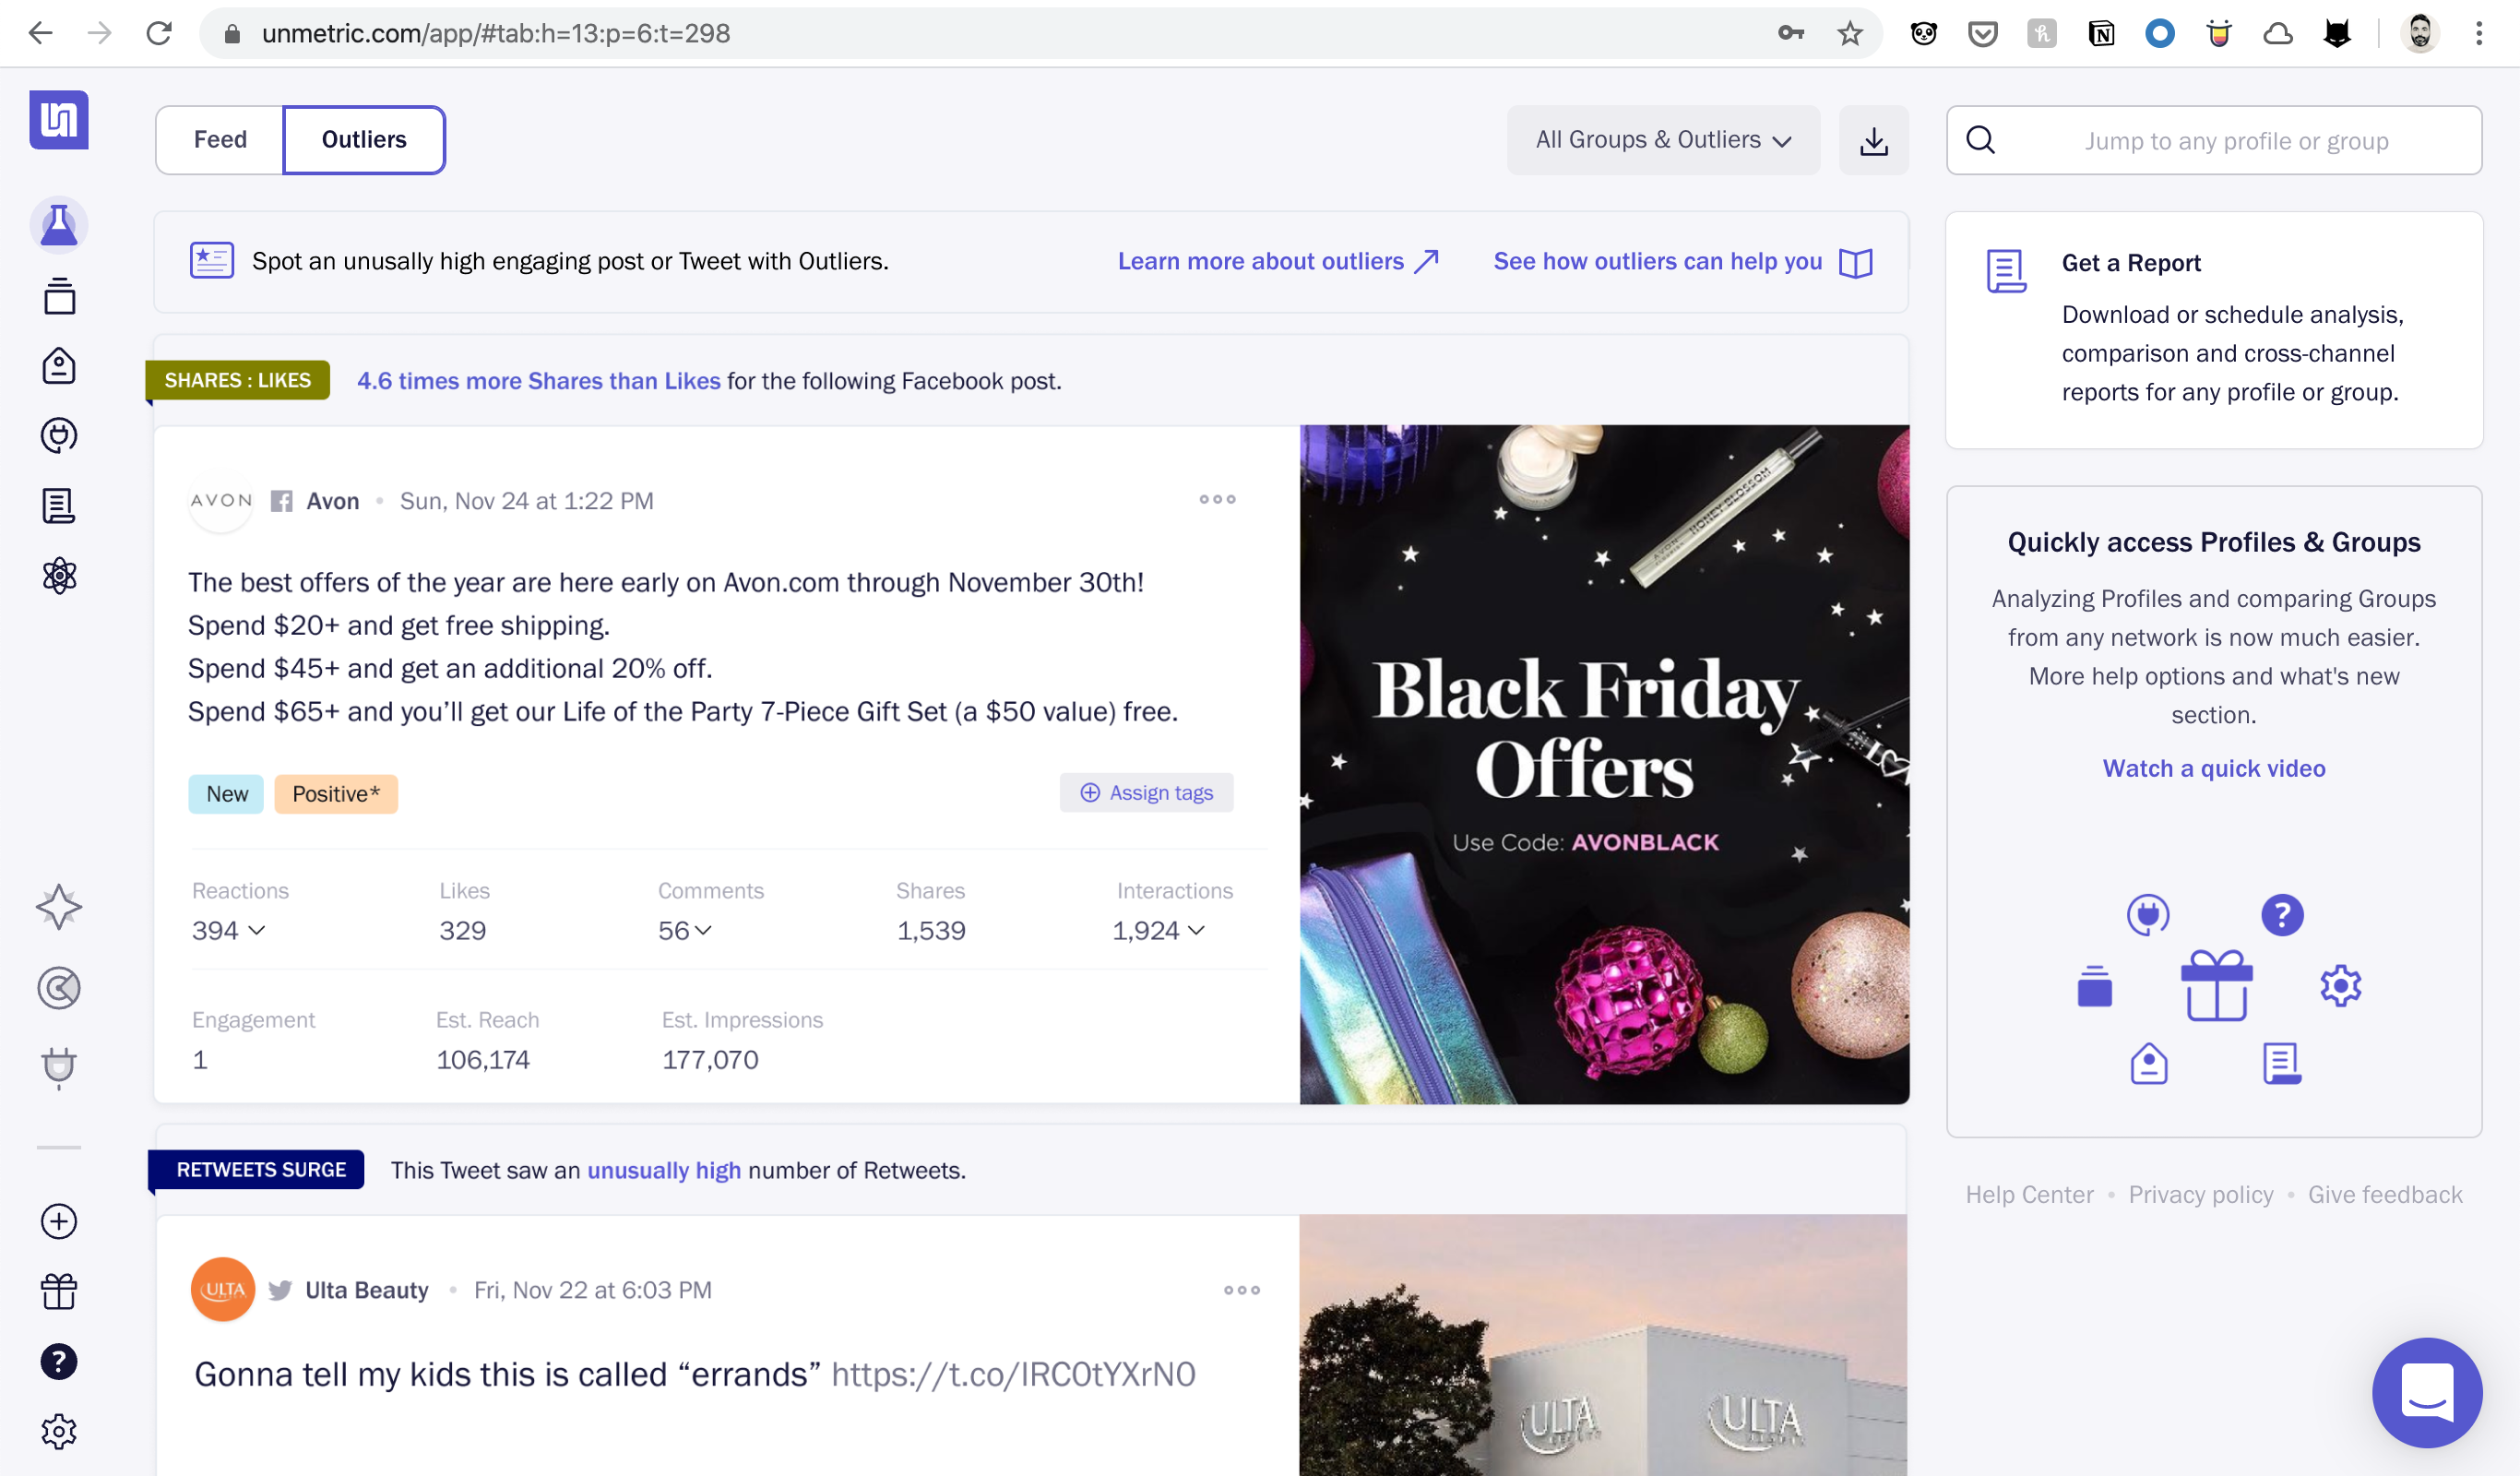 unmetric.com/app/#tab:h=13:p=6:t=298
Feed
Outliers
All Groups & Outliers
Jump to any profile or group
Spot an unusally high engaging post or Tweet with Outliers.
Learn more about outliers
See how outliers can help you
Get a Report
Download or schedule analysis,
comparison and cross-channel
reports for any profile or group.
SHARES : LIKES
4.6 times more Shares than Likes for the following Facebook post.
AVON
Avon • Sun, Nov 24 at 1:22 PM
The best offers of the year are here early on Avon.com through November 30th!
Spend $20+ and get free shipping.
Spend $45+ and get an additional 20% off.
Spend $65+ and you’ll get our Life of the Party 7-Piece Gift Set (a $50 value) free.
New
Positive*
Assign tags
Reactions Likes Comments Shares Interactions
394 329 56 1,539 1,924
Engagement Est. Reach Est. Impressions
1 106,174 177,070
AVON HONEY BLOSSOM
Black Friday
Offers
Use Code: AVONBLACK
Quickly access Profiles & Groups
Analyzing Profiles and comparing Groups
from any network is now much easier.
More help options and what's new
section.
Watch a quick video
RETWEETS SURGE
This Tweet saw an unusually high number of Retweets.
ULTA
Ulta Beauty • Fri, Nov 22 at 6:03 PM
Gonna tell my kids this is called “errands” https://t.co/IRC0tYXrN0
ULTA
ULTA
Help Center • Privacy policy • Give feedback